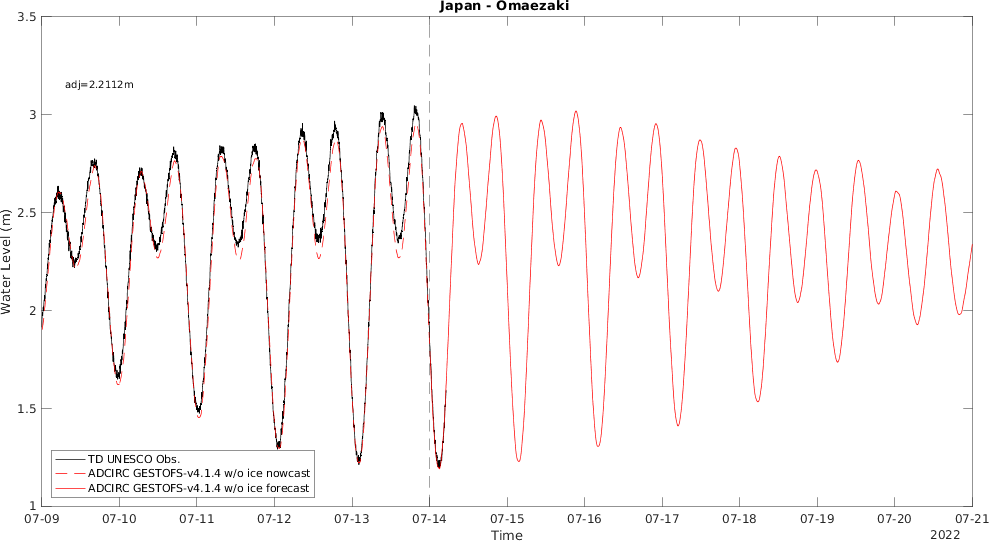 Japan - Omaezaki
3.5
adj=2.2112m
3
2.5
Water Level (m)
2
1.5
TD UNESCO Obs.
ADCIRC GESTOFS-v4.1.4 w/o ice nowcast
ADCIRC GESTOFS-v4.1.4 w/o ice forecast
1
07-09 07-10 07-11 07-12 07-13 07-14 07-15 07-16 07-17 07-18 07-19 07-20 07-21
Time
2022